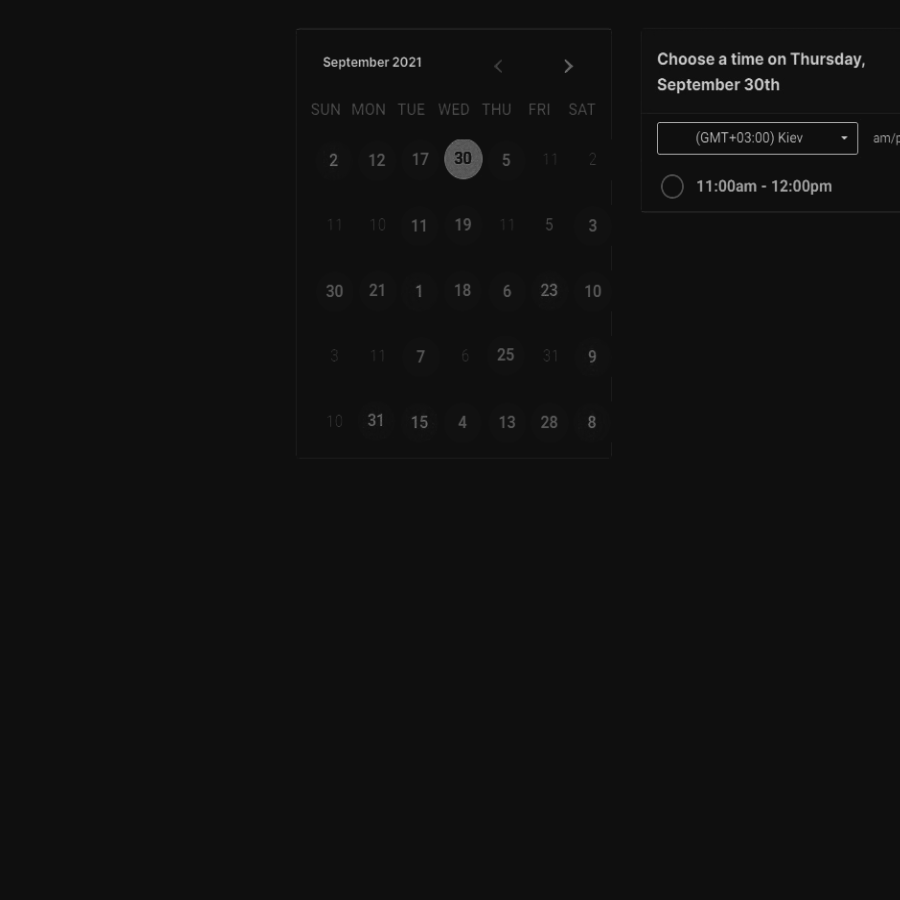 September 2021
SUN MON TUE WED THU FRI SAT
2 12 17 30 5 11 2
11 10 11 19 11 5 3
30 21 1 18 6 23 10
3 11 7 6 25 31 9
10 31 15 4 13 28 8
Choose a time on Thursday,
September 30th
(GMT+03:00) Kiev am/p
11:00am - 12:00pm